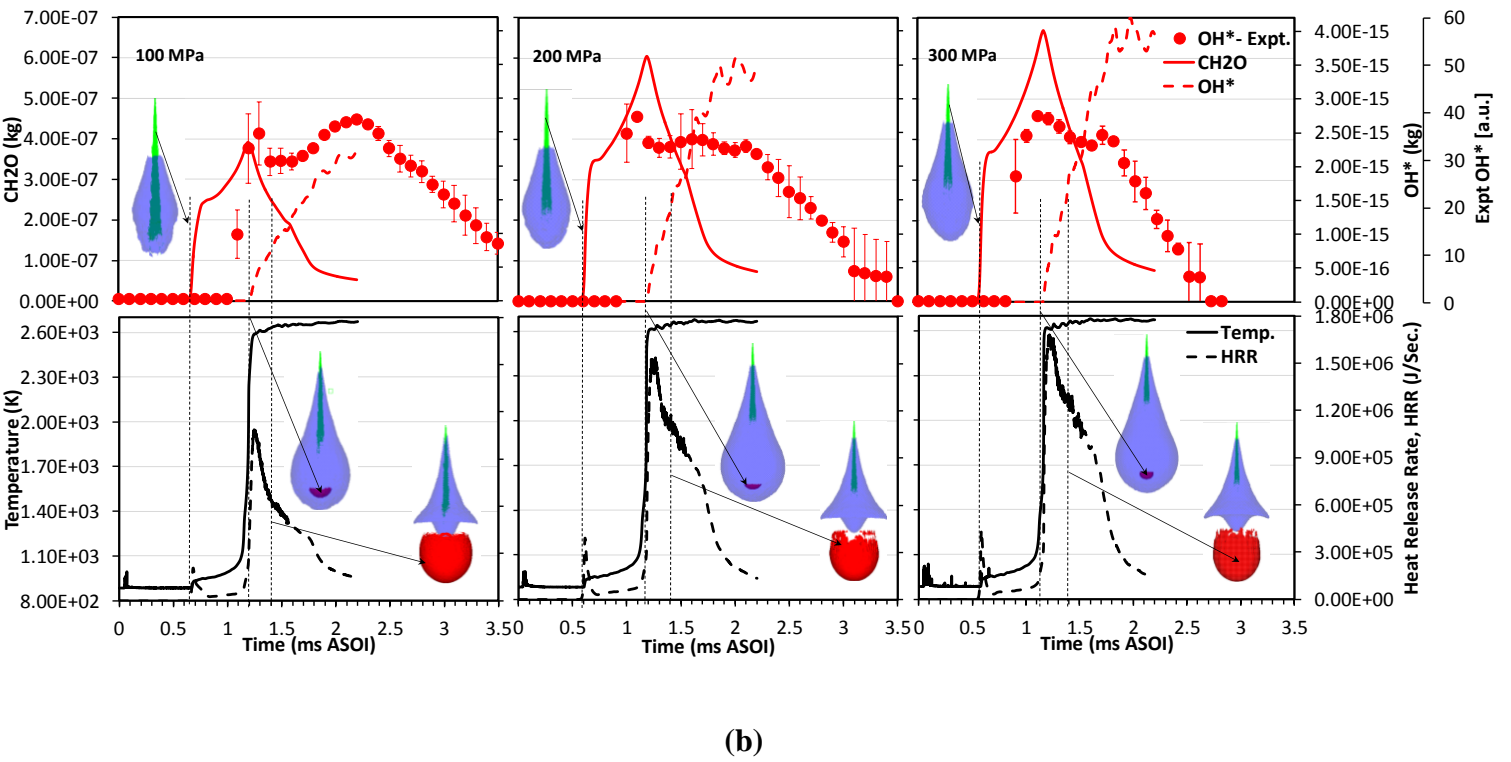 7.00E-07
6.00E-07
5.00E-07
4.00E-07
3.00E-07
2.00E-07
1.00E-07
0.00E+00
CH2O (kg)
100 MPa
200 MPa
300 MPa
OH*- Expt.
CH2O
OH*
4.00E-15
3.50E-15
3.00E-15
2.50E-15
2.00E-15
1.50E-15
1.00E-15
5.00E-16
0.00E+00
OH* (kg)
60
50
40
30
20
10
0
Expt OH* [a.u.]
2.60E+03
2.30E+03
2.00E+03
1.70E+03
1.40E+03
1.10E+03
8.00E+02
Temperature (K)
Temp.
HRR
1.80E+06
1.50E+06
1.20E+06
9.00E+05
6.00E+05
3.00E+05
0.00E+00
Heat Release Rate, HRR (J/Sec.)
0 0.5 1 1.5 2 2.5 3 3.5
Time (ms ASOI)
0 0.5 1 1.5 2 2.5 3 3.5
Time (ms ASOI)
0 0.5 1 1.5 2 2.5 3 3.5
Time (ms ASOI)
(b)